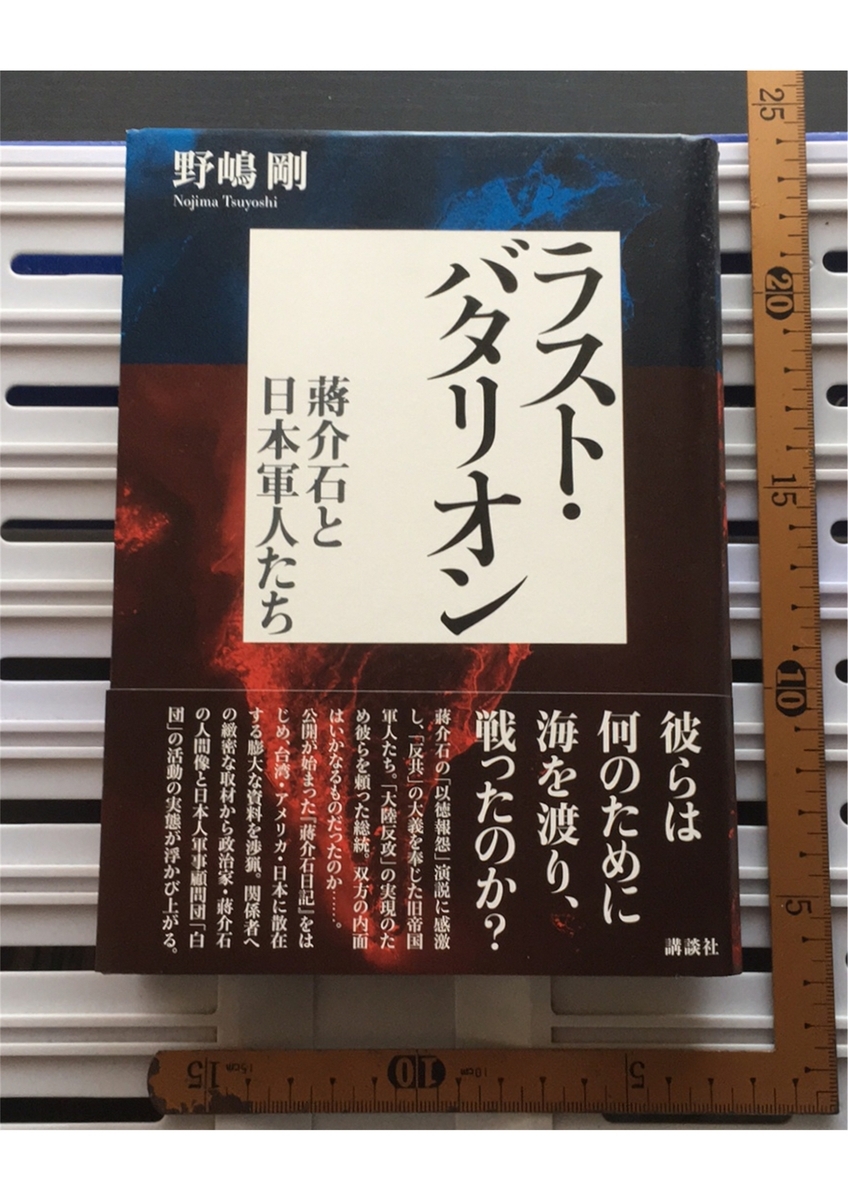 野嶋 剛
Nojima Tsuyoshi
ラスト・
バタリオン
蔣介石と
日本軍人たち
彼らは
何のために
海を渡り、
戦ったのか?
蔣介石の「以徳報怨」演説に感激
し、「反共」の大義を奉じた旧帝国
軍人たち。「大陸反攻」の実現のた
め彼らを頼った総統。双方の内面
はいかなるものだったのか……。
公開が始まった『蔣介石日記』をは
じめ、台湾・アメリカ・日本に散在
する膨大な資料を渉猟。関係者へ
の緻密な取材から政治家・蔣介石
の人間像と日本人軍事顧問団「白
団」の活動の実態が浮かび上がる。
講談社
25
20
15
10
5
15
15cm
10
10cm
5